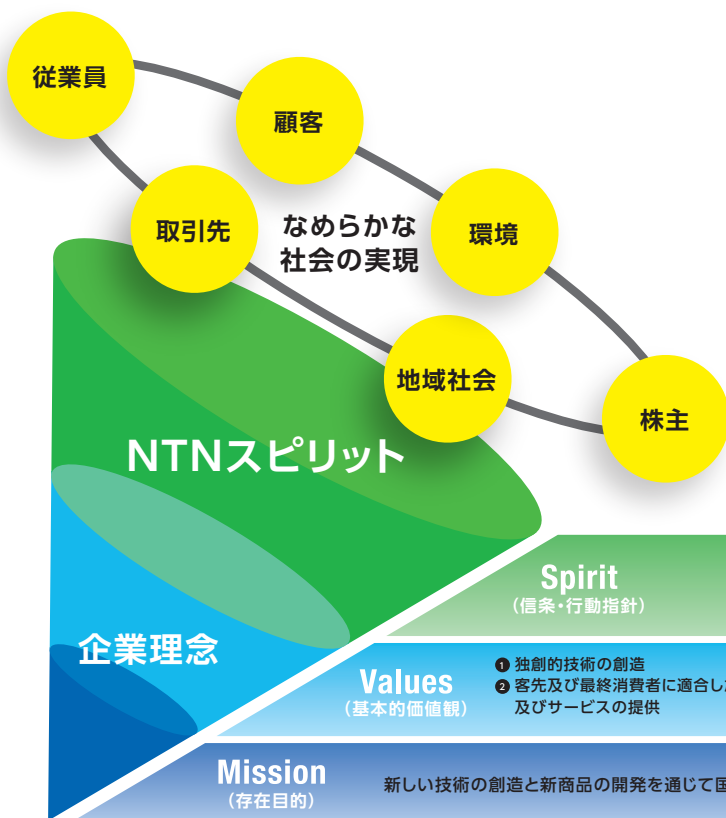 従業員
顧客
取引先
なめらかな
社会の実現
環境
地域社会
株主
NTNスピリット
企業理念
Spirit
(信条・行動指針)
Values
(基本的価値観)
❶ 独創的技術の創造
❷ 客先及び最終消費者に適合し
及びサービスの提供
Mission
(存在目的)
新しい技術の創造と新商品の開発を通じて